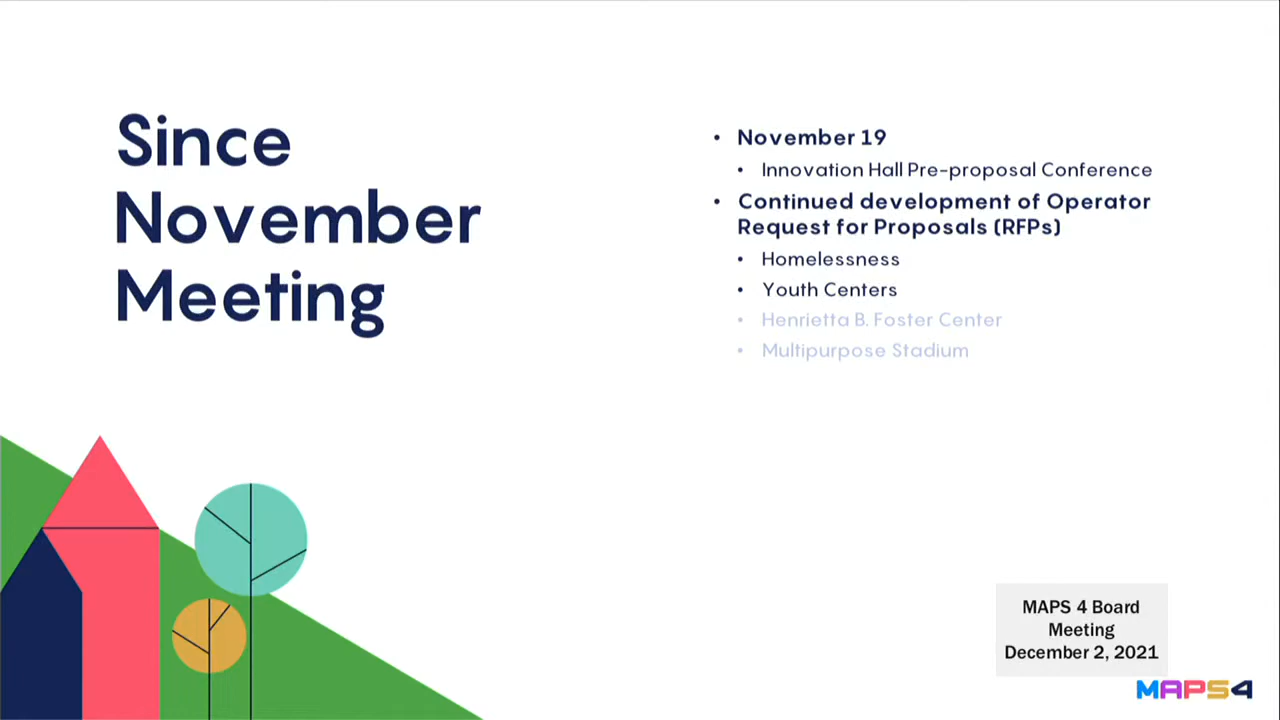 Since
November
Meeting
• November 19
• Innovation Hall Pre-proposal Conference
• Continued development of Operator
Request for Proposals (RFPs)
• Homelessness
• Youth Centers
• Henrietta B. Foster Center
• Multipurpose Stadium
MAPS 4 Board
Meeting
December 2, 2021
MAPS4